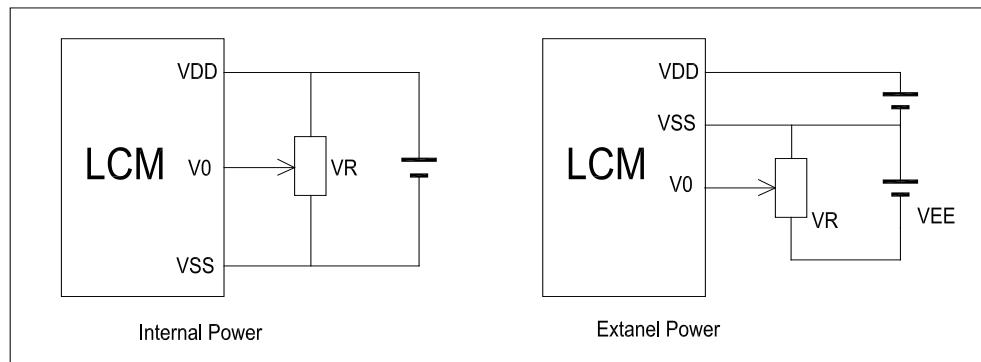 VDD
LCM
V0
VR
VSS
Internal Power
VDD
VSS
LCM
V0
VR
VEE
Extanel Power